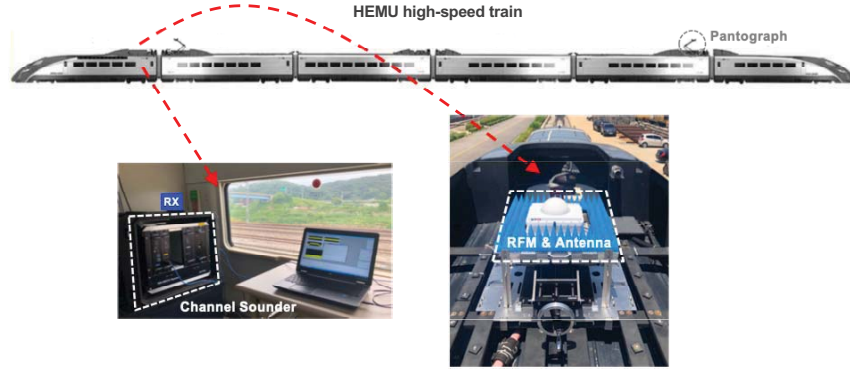 HEMU high-speed train
Pantograph
RX
Channel Sounder
RFM & Antenna